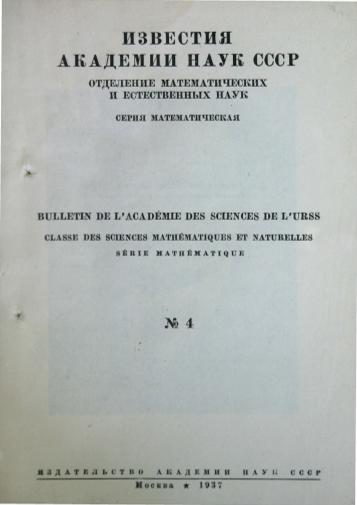 ИЗВЕСТИЯ
АКАДЕМИИ НАУК СССР
ОТДЕЛЕНИЕ МАТЕМАТИЧЕСКИХ
И ЕСТЕСТВЕННЫХ НАУК
СЕРИЯ МАТЕМАТИЧЕСКАЯ
BULLETIN DE L'ACADÉMIE DES SCIENCES DE L'URSS
CLASSE DES SCIENCES MATHÉMATIQUES ET NATURELLES
SÉRIE MATHÉMATIQUE
№ 4
ИЗДАТЕЛЬСТВО АКАДЕМИИ НАУК СССР
Москва ★ 1937